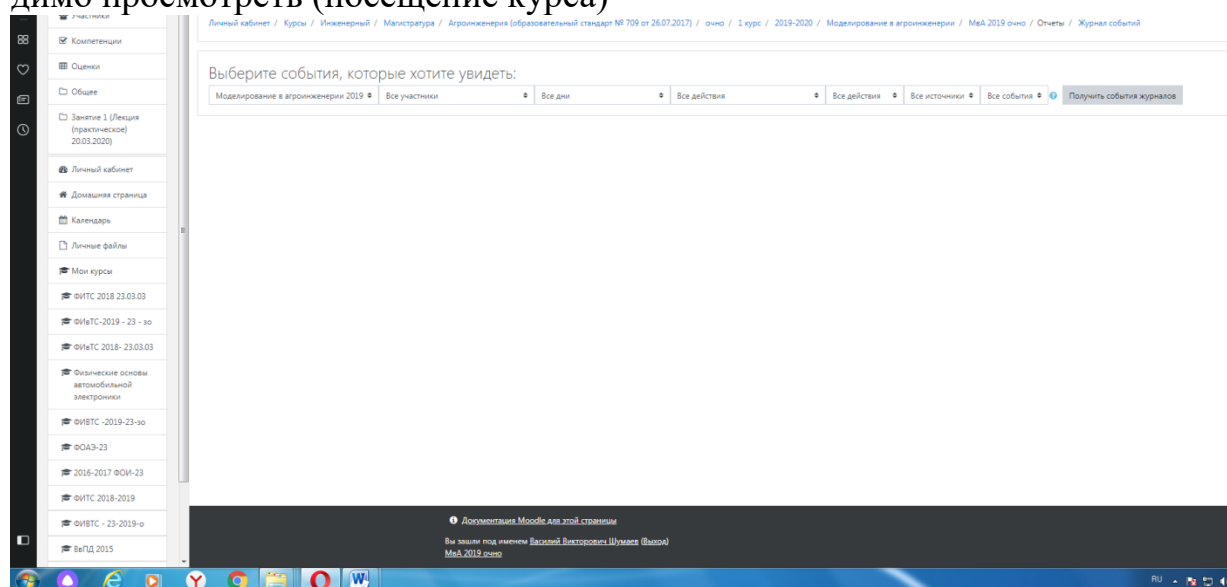 димо просмотреть (посещение курса)
Участники
Компетенции
Оценки
Общее
Занятие 1 (Лекция
(практическое)
20.03.2020)
Личный кабинет
Домашняя страница
Календарь
Личные файлы
Мои курсы
ФИТС 2018 23.03.03
ФИвТС-2019 - 23 - зо
ФИвТС 2018- 23.03.03
Физические основы
автомобильной
электроники
ФИВТС -2019-23-зо
ФОАЭ-23
2016-2017 ФОИ-23
ФИТС 2018-2019
ФИВТС - 23-2019-о
ВвПД 2015
Личный кабинет / Курсы / Инженерный / Магистратура / Агроинженерия (образовательный стандарт № 709 от 26.07.2017) / очно / 1 курс / 2019-2020 / Моделирование в агроинженерии / МвА 2019 очно / Отчеты / Журнал событий
Выберите события, которые хотите увидеть:
Моделирование в агроинженерии 2019 Все участники Все дни Все действия Все действия Все источники Все события Получить события журналов
Документация Moodle для этой страницы
Вы зашли под именем Василий Викторович Шумаев (Выход)
МвА 2019 очно
RU